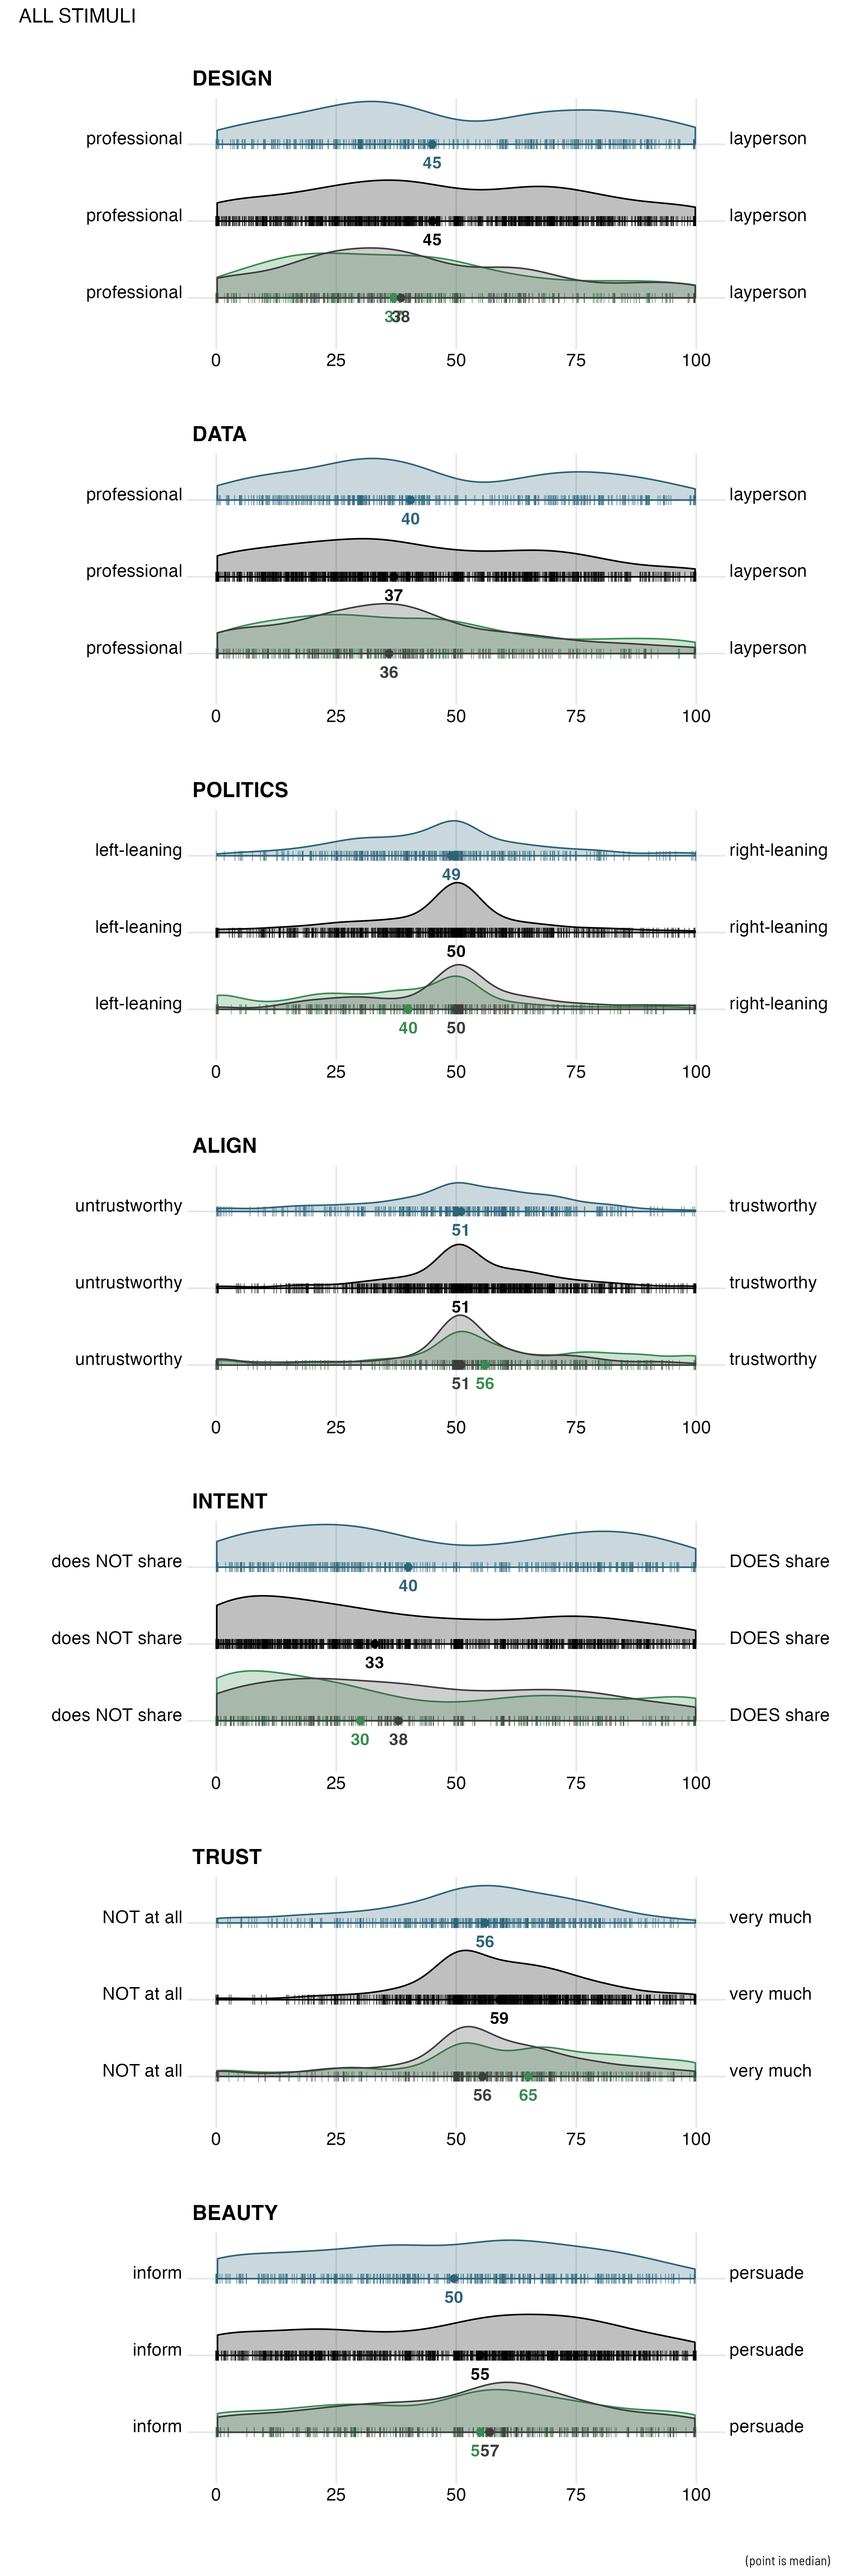 ALL STIMULI
DESIGN
professional layperson
45
professional layperson
45
professional layperson
38
0 25 50 75 100
DATA
professional layperson
40
professional layperson
37
professional layperson
36
0 25 50 75 100
POLITICS
left-leaning right-leaning
49
left-leaning right-leaning
50
left-leaning right-leaning
40 50
0 25 50 75 100
ALIGN
untrustworthy trustworthy
51
untrustworthy trustworthy
51
untrustworthy trustworthy
51 56
0 25 50 75 100
INTENT
does NOT share DOES share
40
does NOT share DOES share
33
does NOT share DOES share
30 38
0 25 50 75 100
TRUST
NOT at all very much
56
NOT at all very much
59
NOT at all very much
56 65
0 25 50 75 100
BEAUTY
inform persuade
50
inform persuade
55
inform persuade
57
0 25 50 75 100
(point is median)